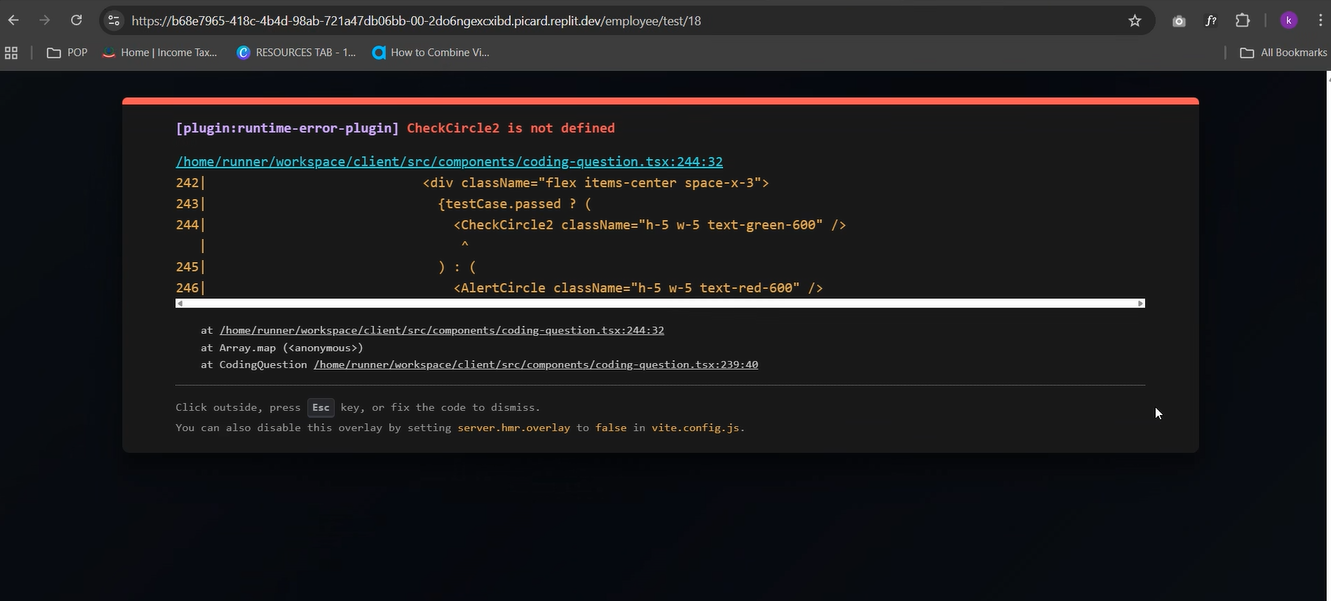 https://b68e7965-418c-4b4d-98ab-721a47db06bb-00-2do6ngexcxibd.picard.replit.dev/employee/test/18
f?
k
POP
Home | Income Tax...
RESOURCES TAB - 1...
How to Combine Vi...
All Bookmarks
[plugin:runtime-error-plugin] CheckCircle2 is not defined
/home/runner/workspace/client/src/components/coding-question.tsx:244:32
242| <div className="flex items-center space-x-3">
243| {testCase.passed ? (
244| <CheckCircle2 className="h-5 w-5 text-green-600" />
| ^
245| ) : (
246| <AlertCircle className="h-5 w-5 text-red-600" />
at /home/runner/workspace/client/src/components/coding-question.tsx:244:32
at Array.map (<anonymous>)
at CodingQuestion /home/runner/workspace/client/src/components/coding-question.tsx:239:40
Click outside, press Esc key, or fix the code to dismiss.
You can also disable this overlay by setting server.hmr.overlay to false in vite.config.js.